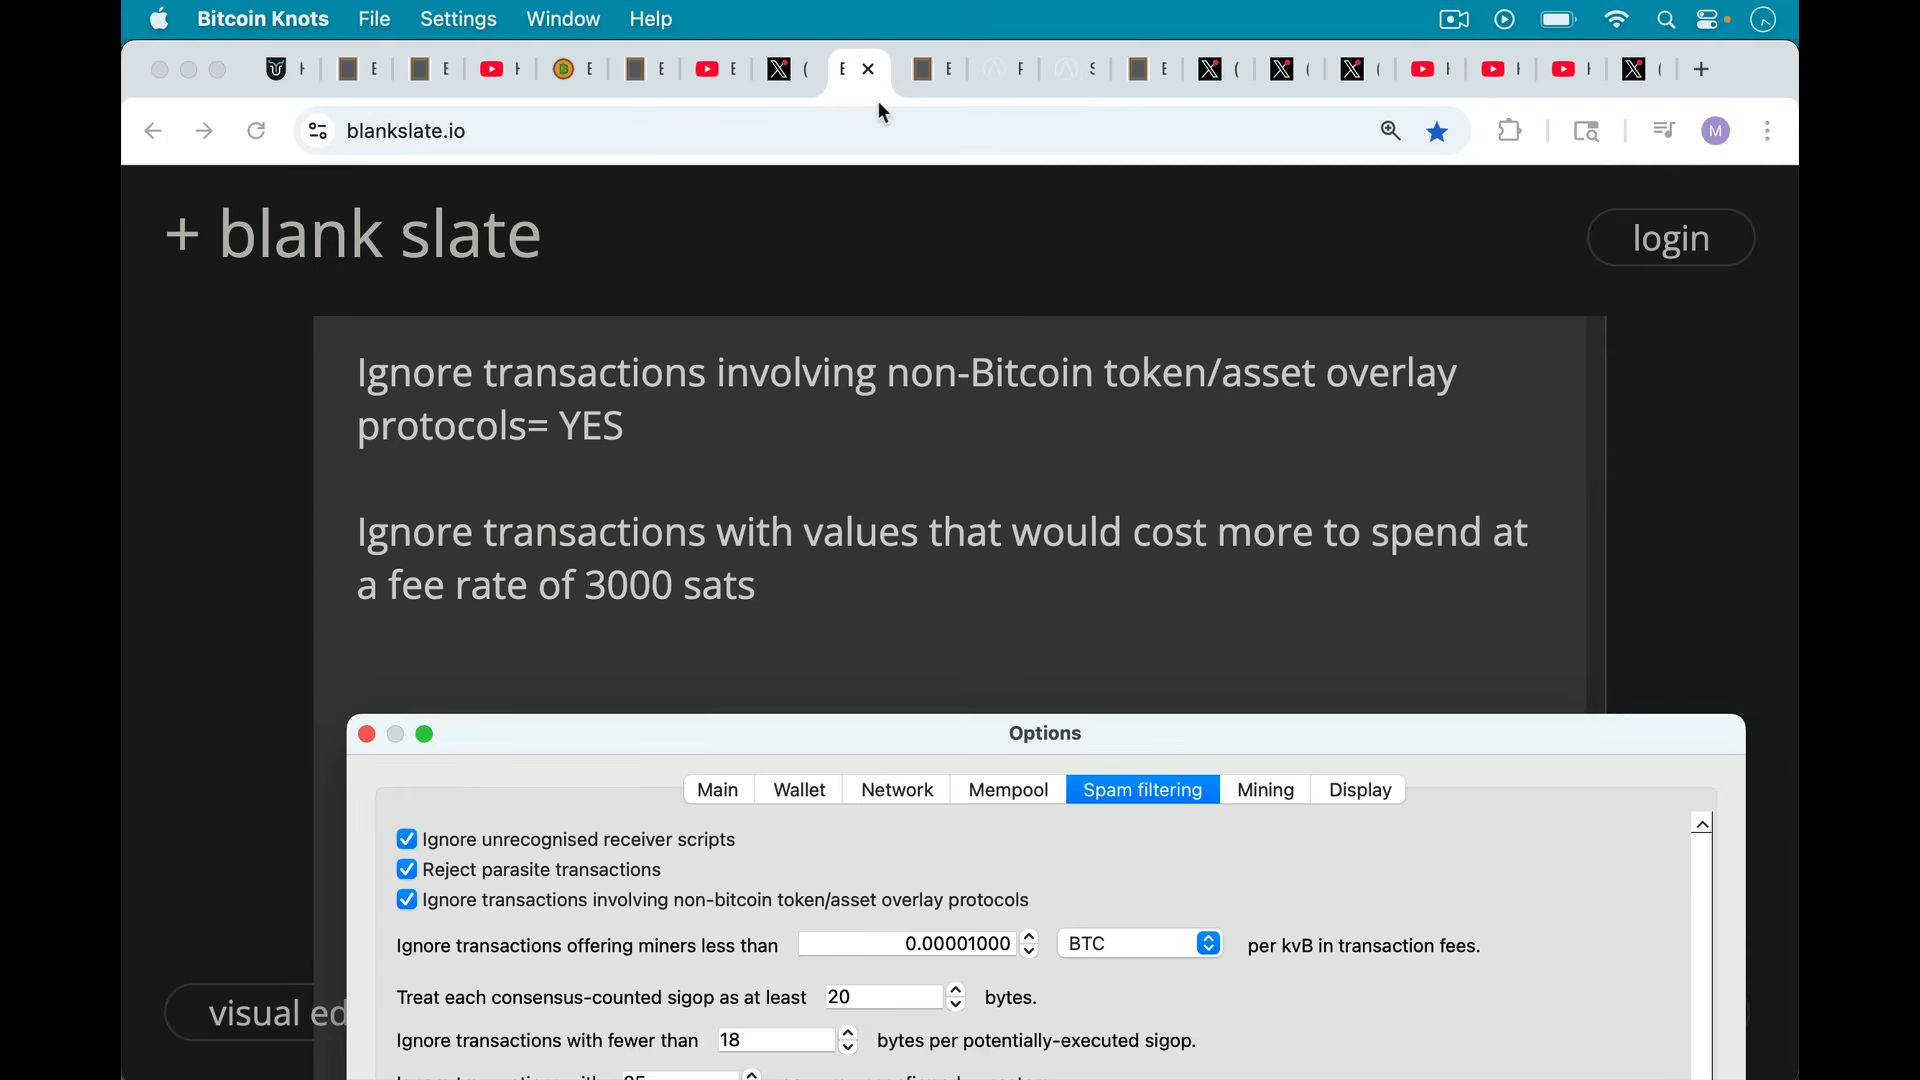 Bitcoin Knots File Settings Window Help
blankslate.io
M
+ blank slate
login
Ignore transactions involving non-Bitcoin token/asset overlay
protocols= YES
Ignore transactions with values that would cost more to spend at
a fee rate of 3000 sats
Options
Main Wallet Network Mempool Spam filtering Mining Display
Ignore unrecognised receiver scripts
Reject parasite transactions
Ignore transactions involving non-bitcoin token/asset overlay protocols
Ignore transactions offering miners less than 0.00001000 BTC per kvB in transaction fees.
Treat each consensus-counted sigop as at least 20 bytes.
visual ed
Ignore transactions with fewer than 18 bytes per potentially-executed sigop.